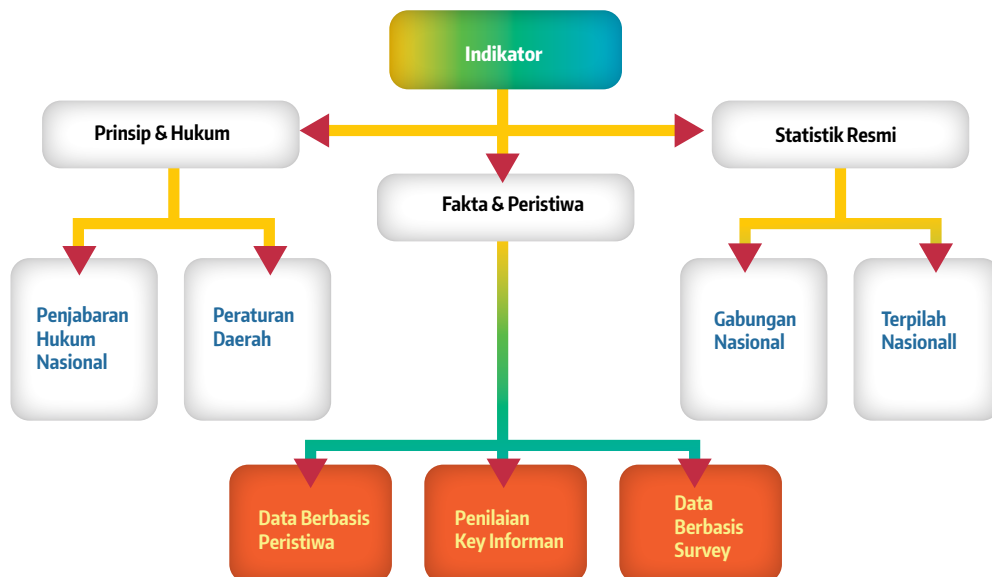 Indikator
Prinsip & Hukum
Statistik Resmi
Fakta & Peristiwa
Penjabaran
Hukum
Nasional
Peraturan
Daerah
Gabungan
Nasional
Terpilah
Nasionall
Data Berbasis
Peristiwa
Penilaian
Key Informan
Data
Berbasis
Survey